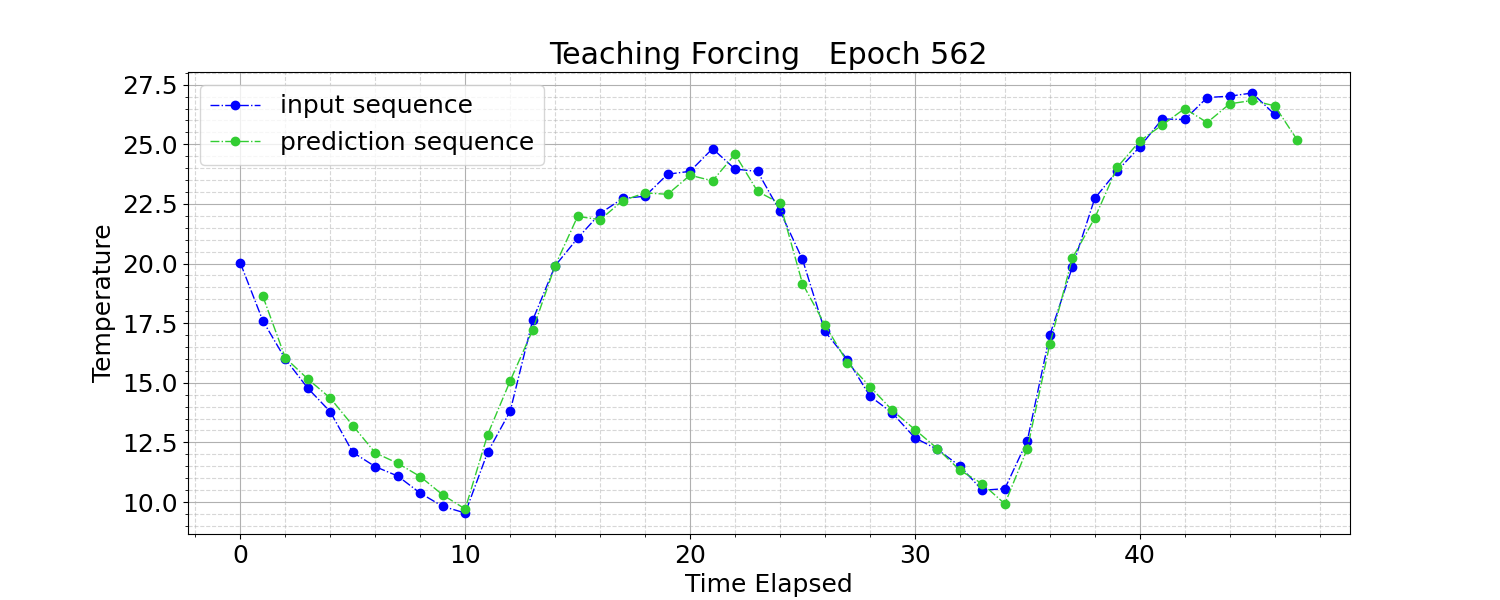 Teaching Forcing   Epoch 562
input sequence
prediction sequence
Temperature
27.5
25.0
22.5
20.0
17.5
15.0
12.5
10.0
0 10 20 30 40
Time Elapsed